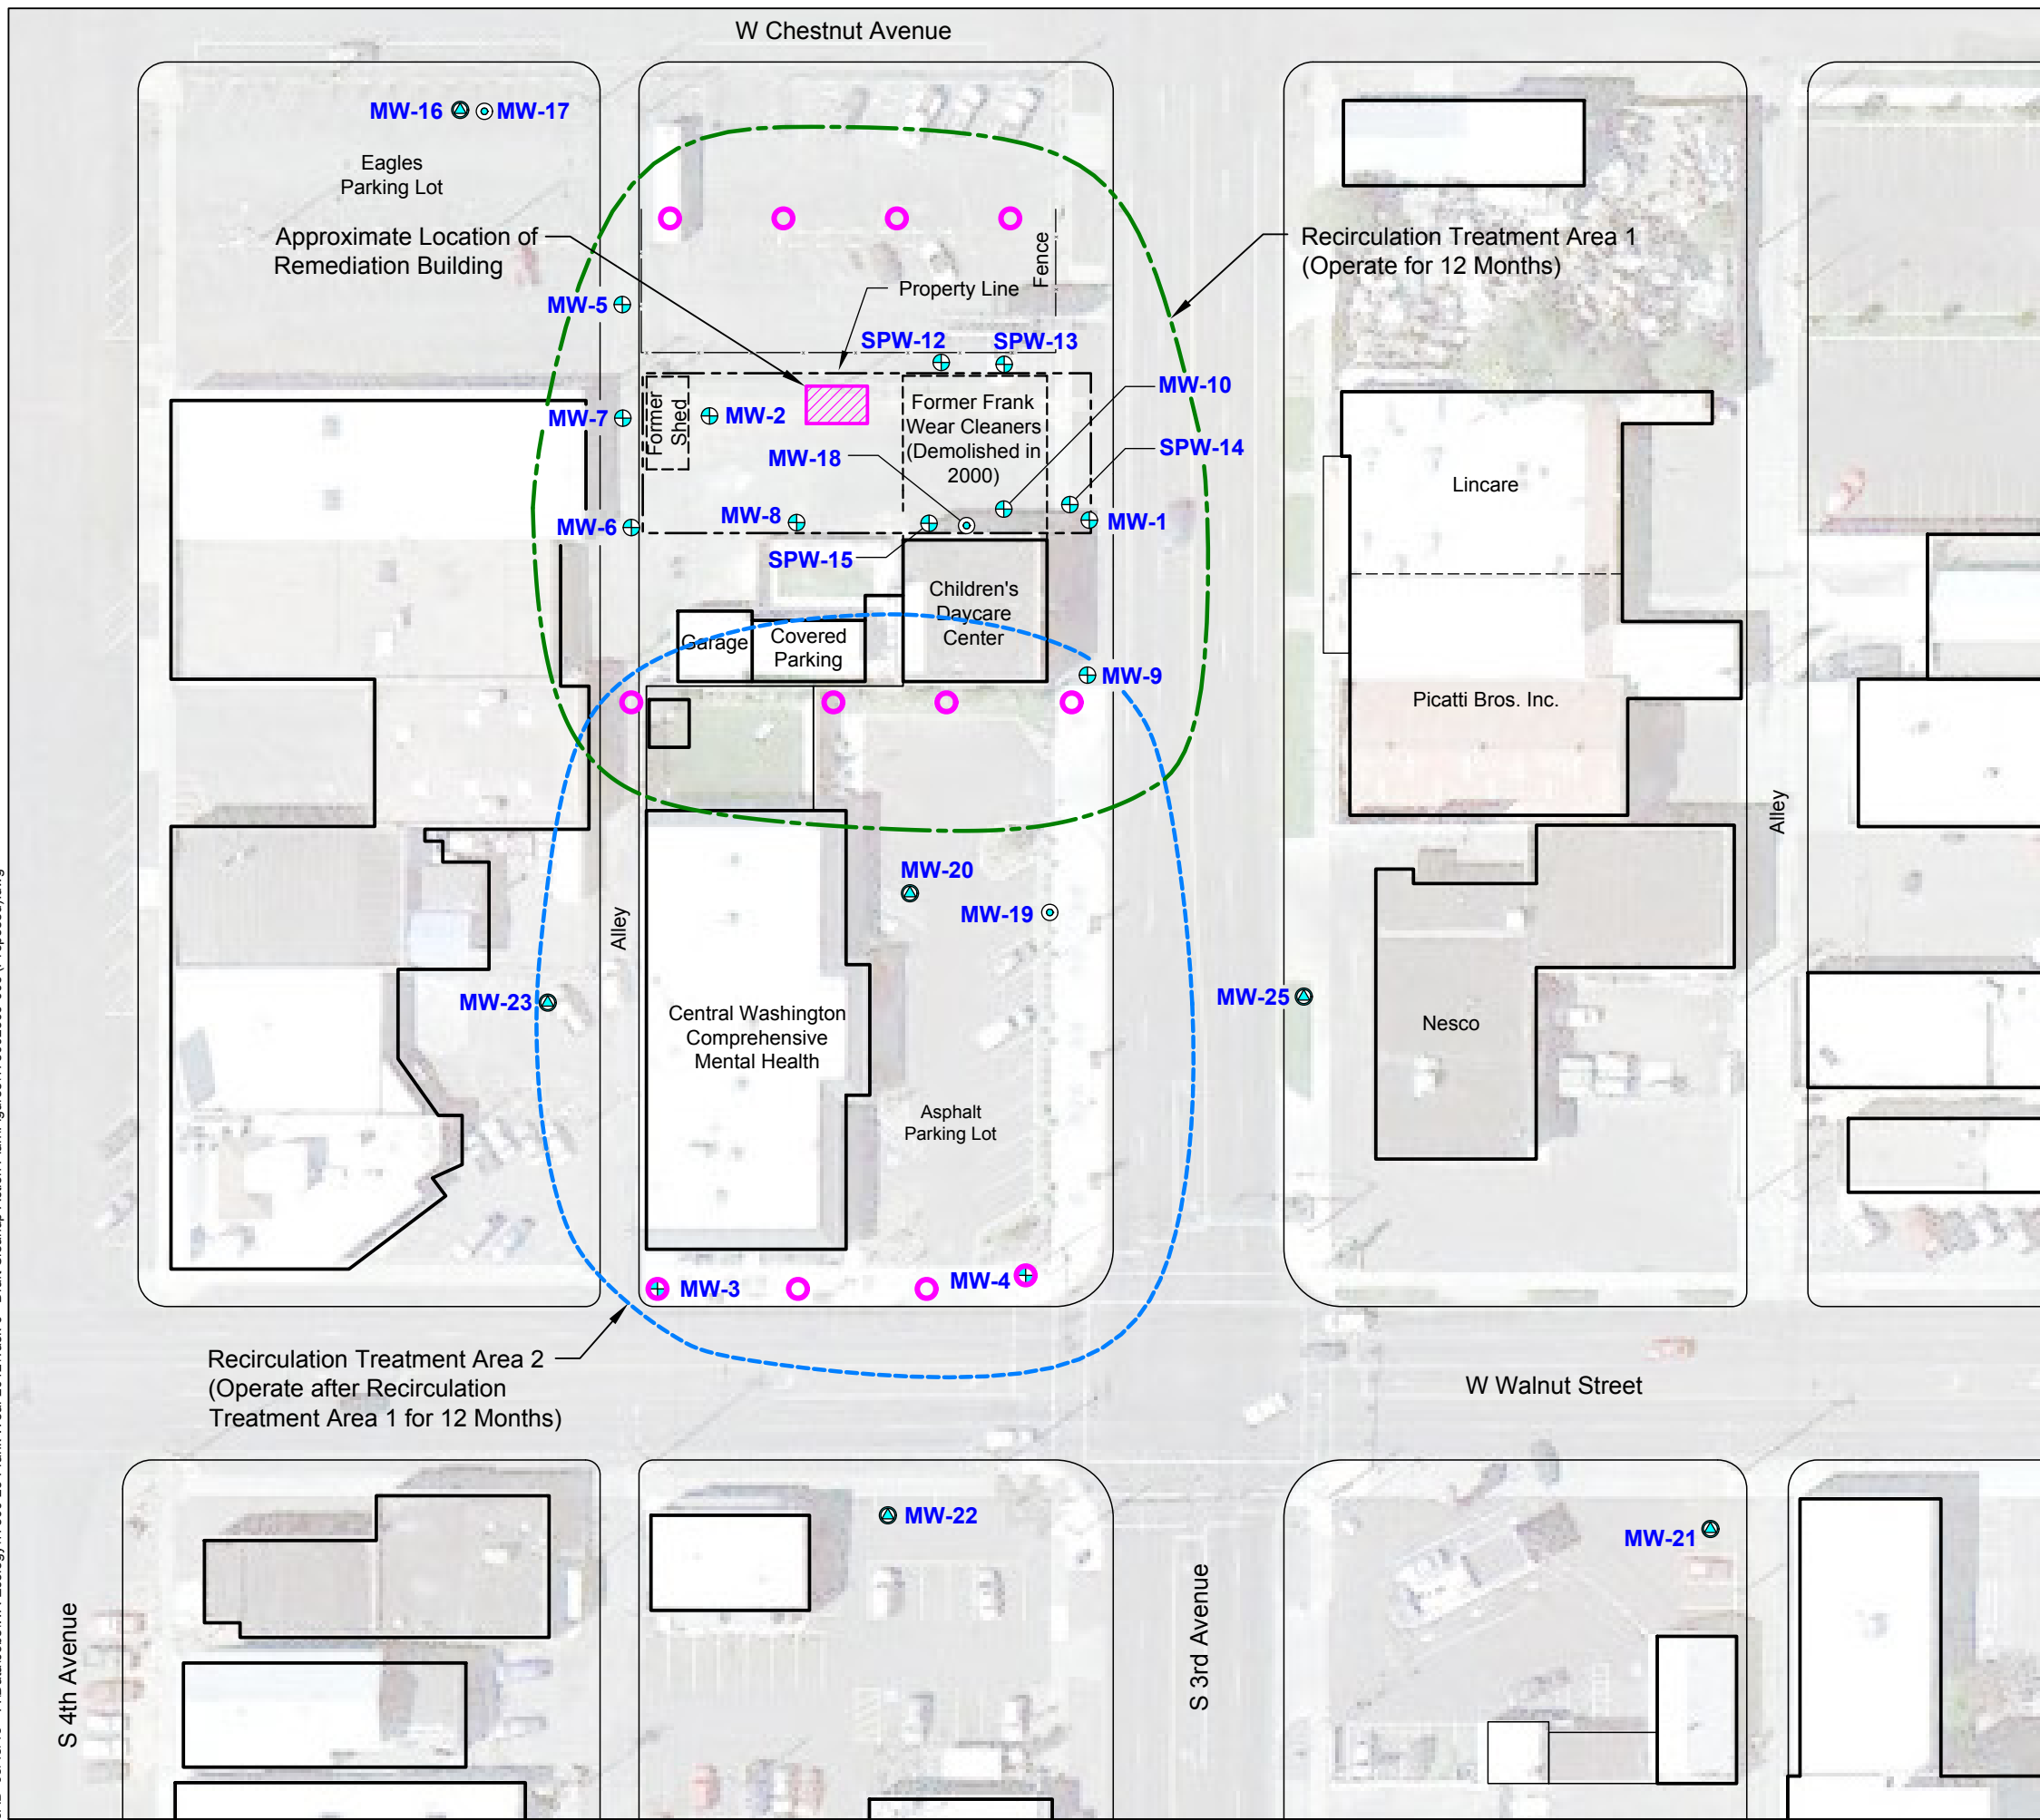 W Chestnut Avenue
MW-16
MW-17
Eagles
Parking Lot
Approximate Location of
Remediation Building
Recirculation Treatment Area 1
(Operate for 12 Months)
Fence
Property Line
MW-5
SPW-12
SPW-13
MW-10
MW-7
Former
Shed
MW-2
Former Frank
Wear Cleaners
(Demolished in
2000)
MW-18
SPW-14
Lincare
MW-6
MW-8
MW-1
SPW-15
Children's
Daycare
Center
Garage
Covered
Parking
MW-9
Picatti Bros. Inc.
Alley
MW-20
MW-19
Alley
MW-23
MW-25
Central Washington
Comprehensive
Mental Health
Nesco
Asphalt
Parking Lot
MW-3
MW-4
Recirculation Treatment Area 2
(Operate after Recirculation
Treatment Area 1 for 12 Months)
W Walnut Street
MW-22
MW-21
S 4th Avenue
S 3rd Avenue